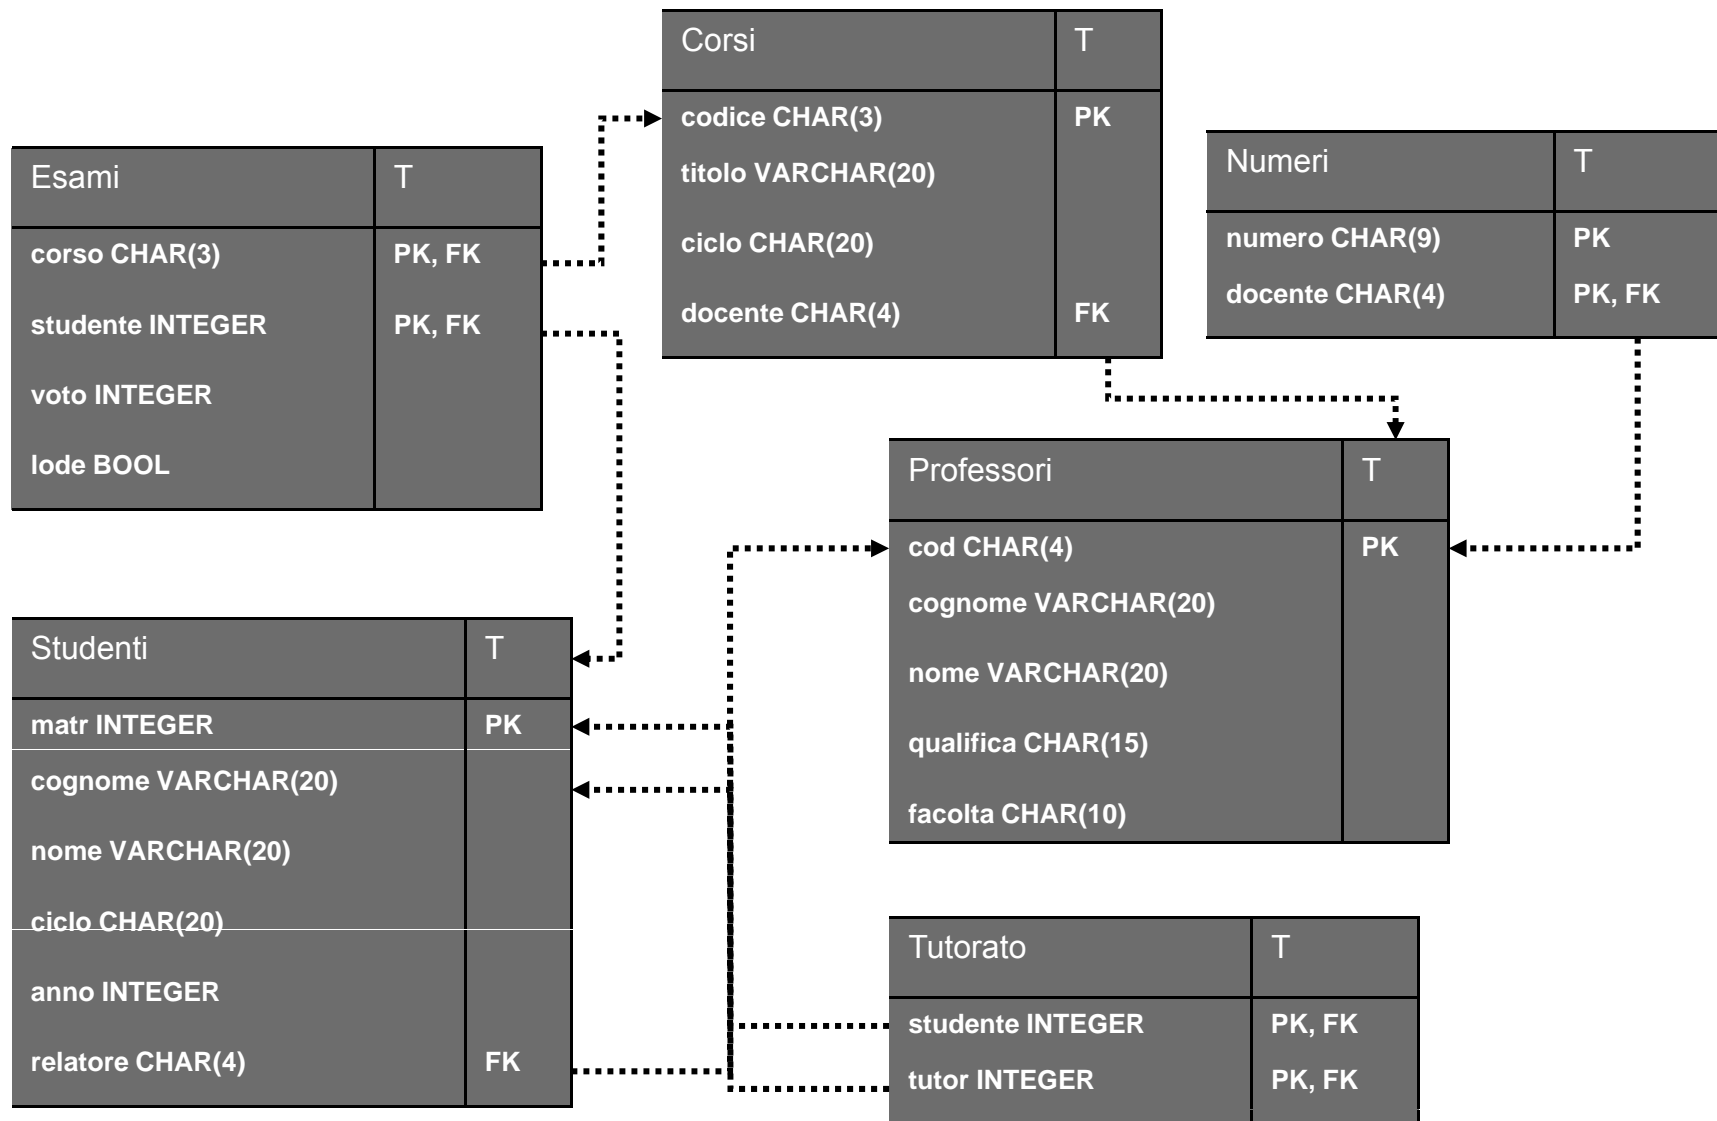 Corsi T
codice CHAR(3) PK
titolo VARCHAR(20)
ciclo CHAR(20)
docente CHAR(4) FK
Numeri T
numero CHAR(9) PK
docente CHAR(4) PK, FK
Esami T
corso CHAR(3) PK, FK
studente INTEGER PK, FK
voto INTEGER
lode BOOL
Professori T
cod CHAR(4) PK
cognome VARCHAR(20)
nome VARCHAR(20)
qualifica CHAR(15)
facolta CHAR(10)
Studenti T
matr INTEGER PK
cognome VARCHAR(20)
nome VARCHAR(20)
ciclo CHAR(20)
anno INTEGER
relatore CHAR(4) FK
Tutorato T
studente INTEGER PK, FK
tutor INTEGER PK, FK